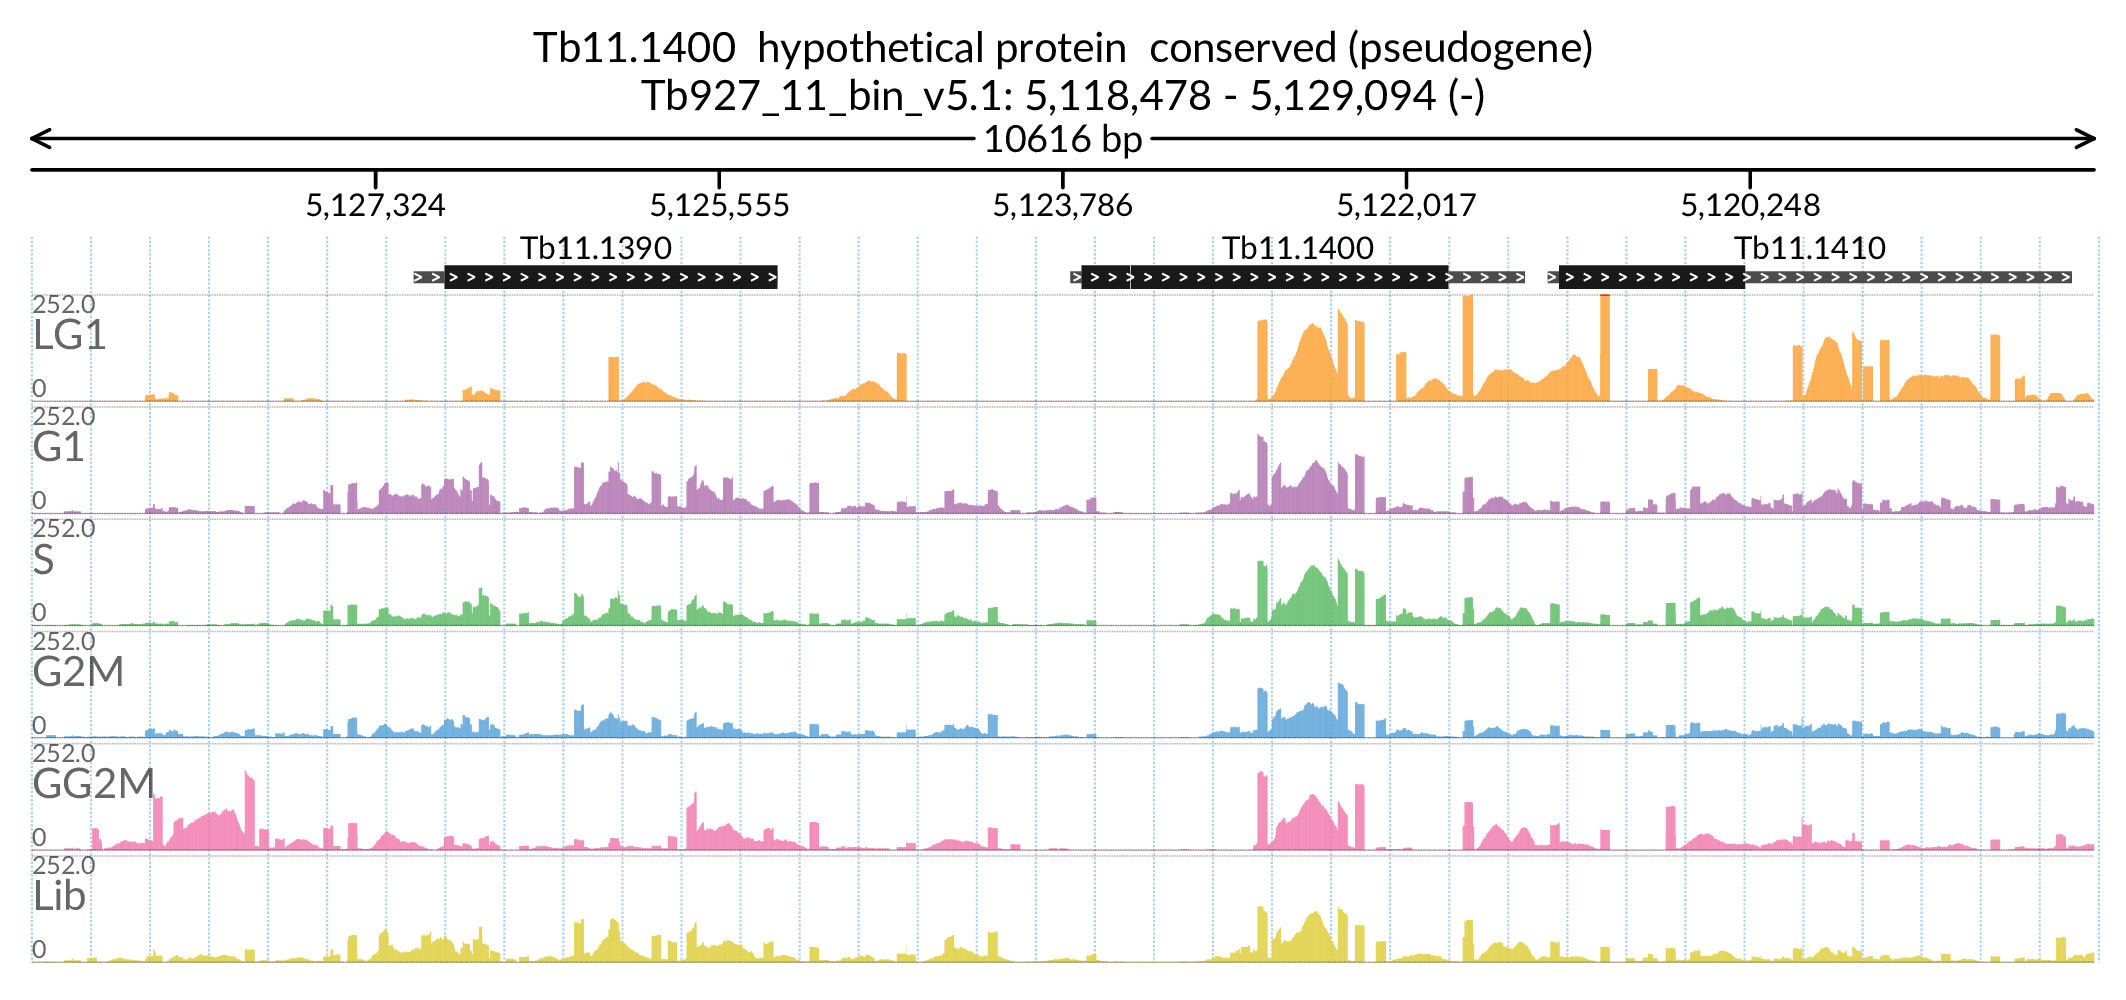 Tb11.1400 hypothetical protein conserved (pseudogene)
Tb927_11_bin_v5.1: 5,118,478 - 5,129,094 (-)
10616 bp
5,127,324 5,125,555 5,123,786 5,122,017 5,120,248
Tb11.1390 Tb11.1400 Tb11.1410
252.0
LG1
0
252.0
G1
0
252.0
S
0
252.0
G2M
0
252.0
GG2M
0
252.0
Lib
0